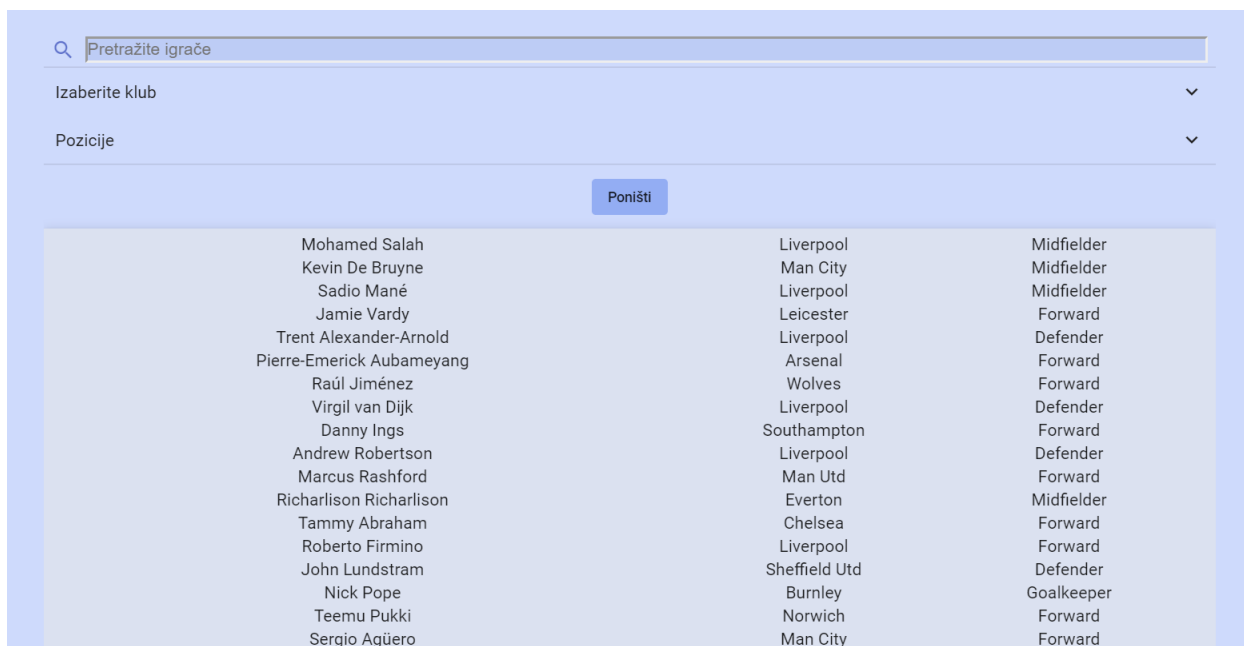 Pretražite igrače
Izaberite klub
Pozicije
Poništi
Mohamed Salah Liverpool Midfielder
Kevin De Bruyne Man City Midfielder
Sadio Mané Liverpool Midfielder
Jamie Vardy Leicester Forward
Trent Alexander-Arnold Liverpool Defender
Pierre-Emerick Aubameyang Arsenal Forward
Raúl Jiménez Wolves Forward
Virgil van Dijk Liverpool Defender
Danny Ings Southampton Forward
Andrew Robertson Liverpool Defender
Marcus Rashford Man Utd Forward
Richarlison Richarlison Everton Midfielder
Tammy Abraham Chelsea Forward
Roberto Firmino Liverpool Forward
John Lundstram Sheffield Utd Defender
Nick Pope Burnley Goalkeeper
Teemu Pukki Norwich Forward
Sergio Agüero Man City Forward